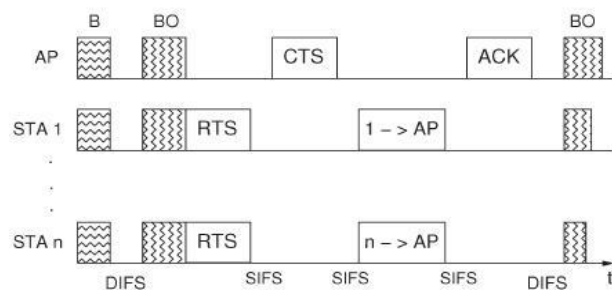 B BO BO
AP CTS ACK
STA 1 RTS 1 − > AP
.
.
.
STA n RTS n − > AP
DIFS SIFS SIFS SIFS DIFS t